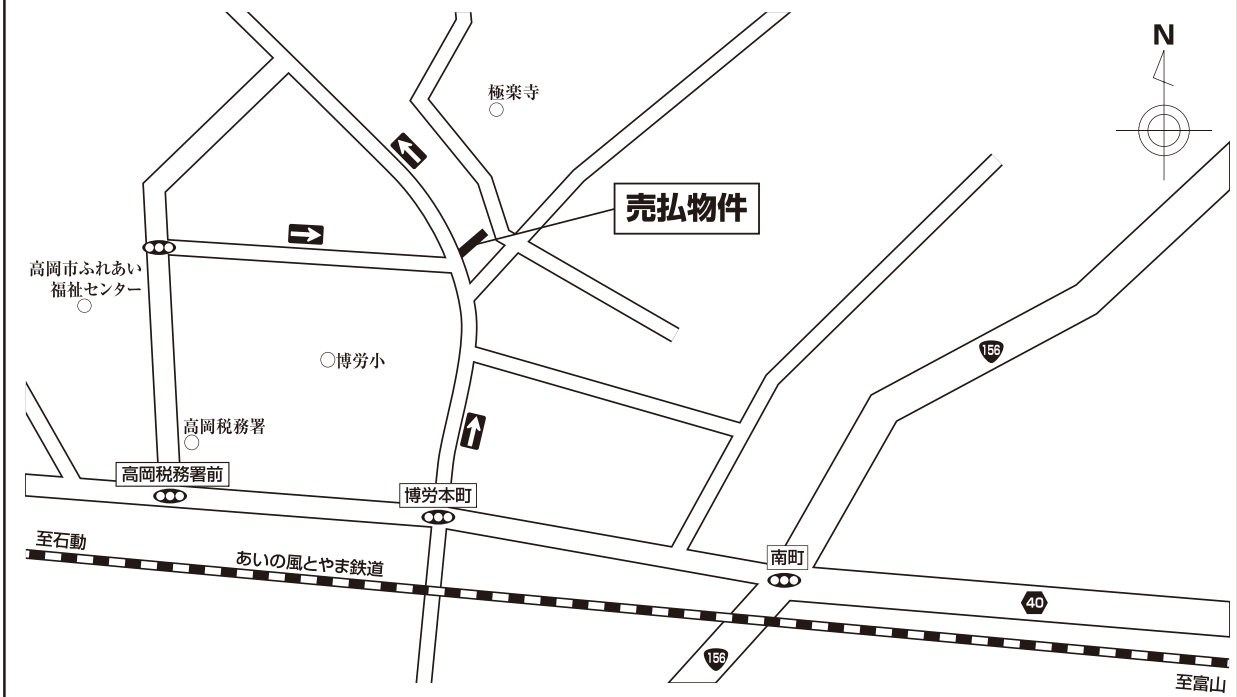 N
極楽寺
売払物件
高岡市ふれあい
福祉センター
156
博労小
高岡税務署
高岡税務署前
博労本町
至石動
あいの風とやま鉄道
南町
40
156
至富山